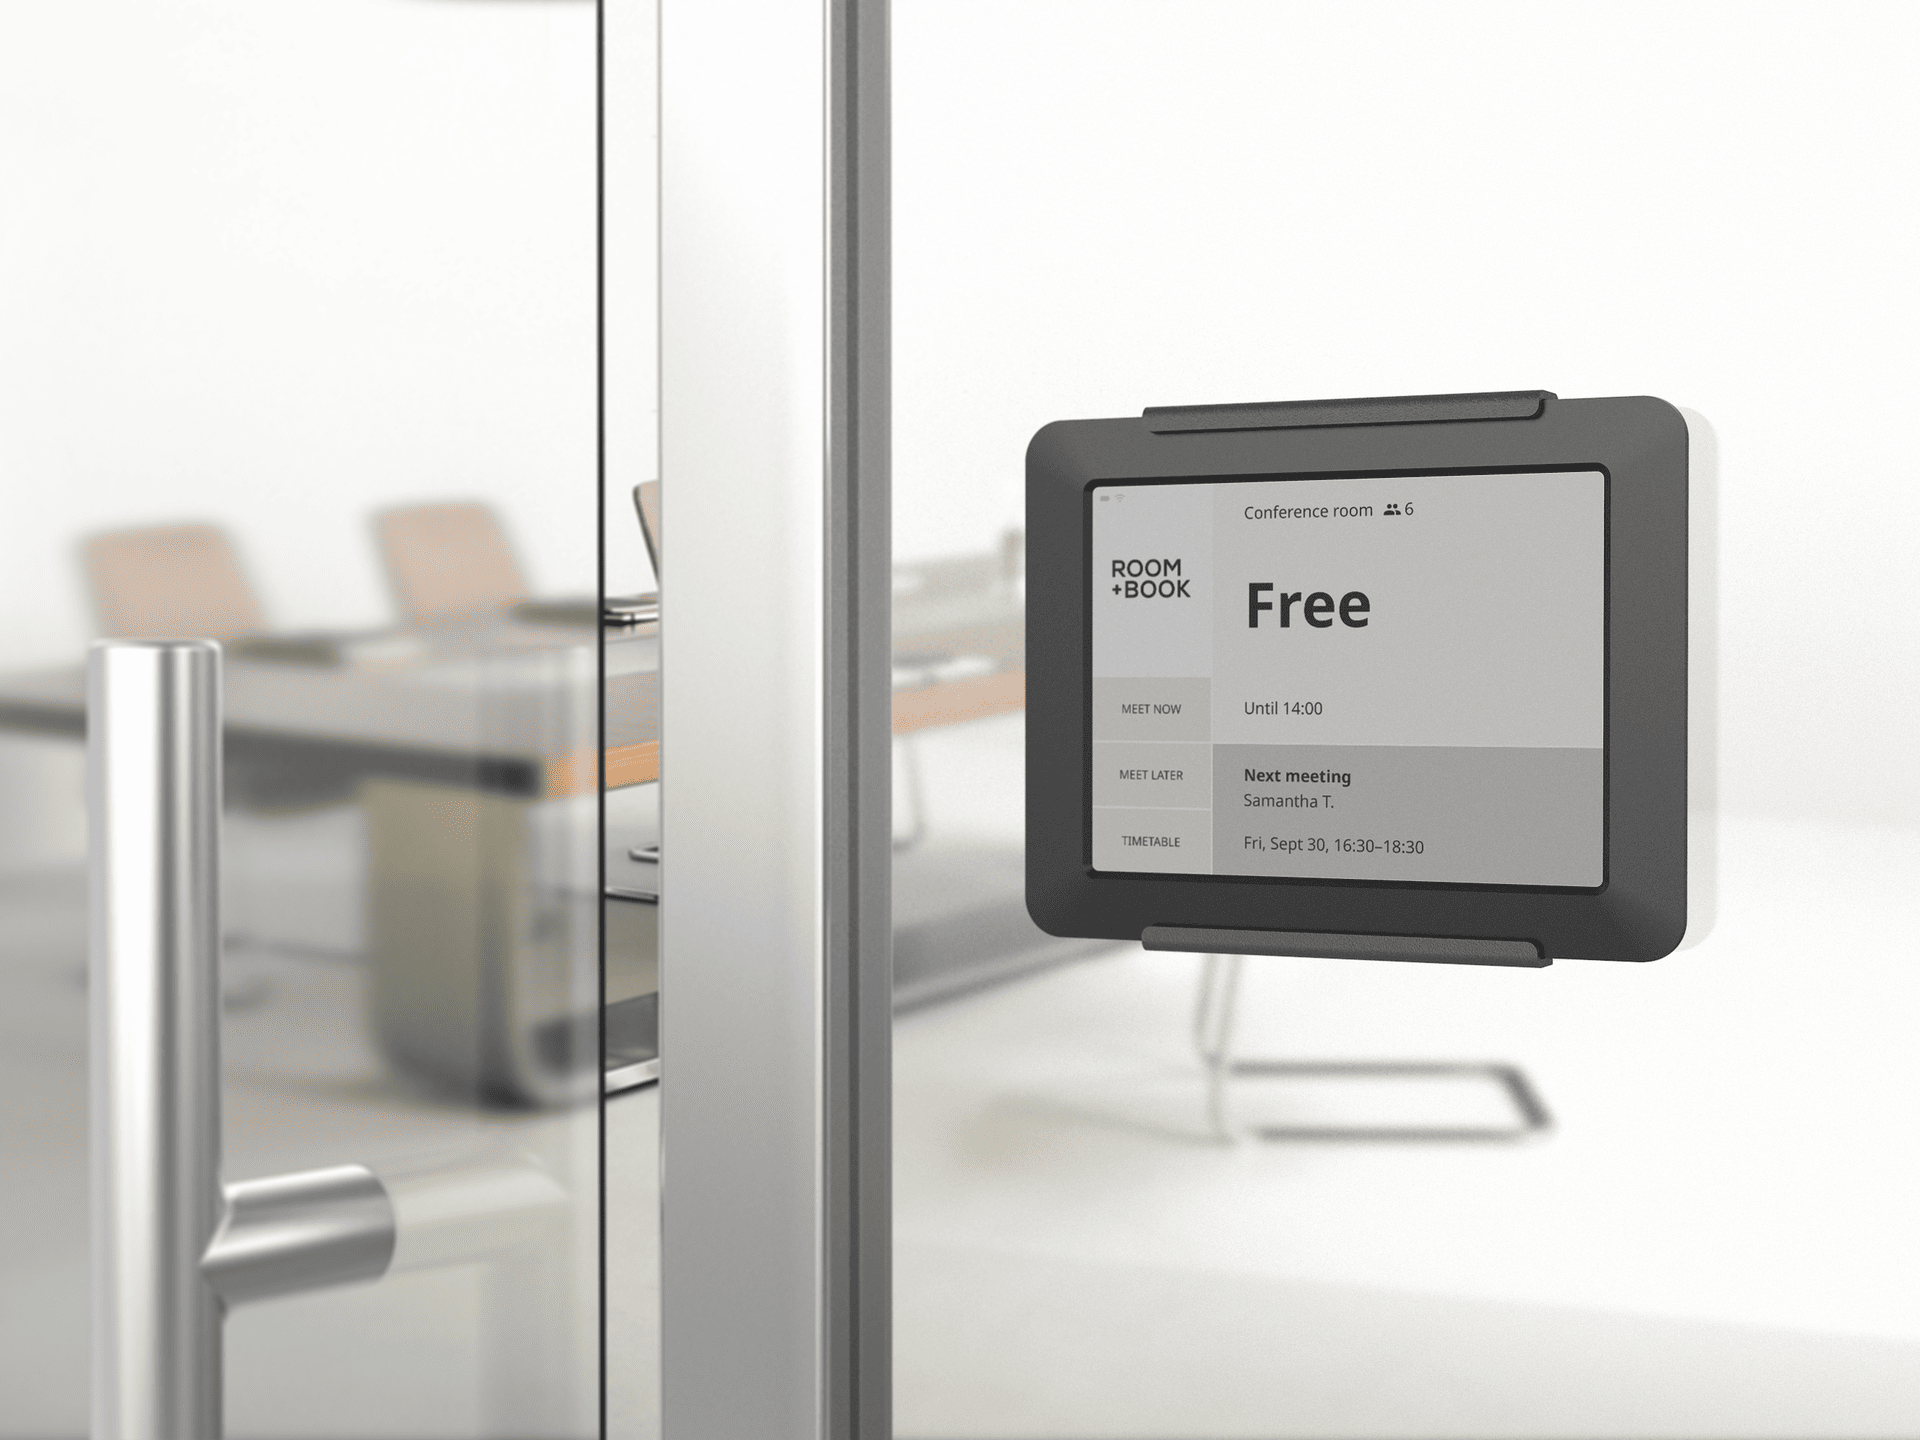 Conference room 6
ROOM
+BOOK
Free
Until 14:00
MEET NOW
MEET LATER
TIMETABLE
Next meeting
Samantha T.
Fri, Sept 30, 16:30–18:30